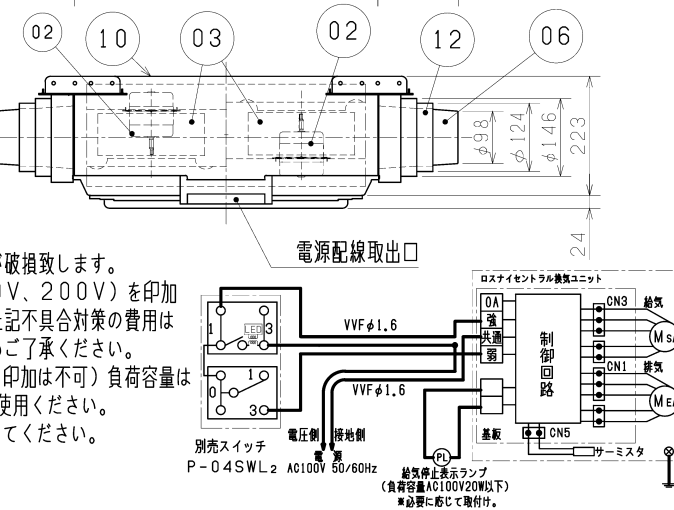 02
10
03
02
12
06
φ98
φ124
φ146
223
24
電源配線取出口
破損致します。
V、200V）を印加
記不具合対策の費用は
ご了承ください。
印加は不可）負荷容量は
使用ください。
てください。
ロスナイセントラル換気ユニット
0A
強
共通
弱
制御回路
CN3
給気
M SA
CN1
排気
M EA
基板
CN5
サーミスタ
1
LED
0
3
VVFφ1.6
0
1
3
VVFφ1.6
別売スイッチ
P-04SWL₂
電圧側
接地側
電源
AC100V 50/60Hz
PL
給気停止表示ランプ
（負荷容量AC100V20W以下）
※必要に応じて取付け。